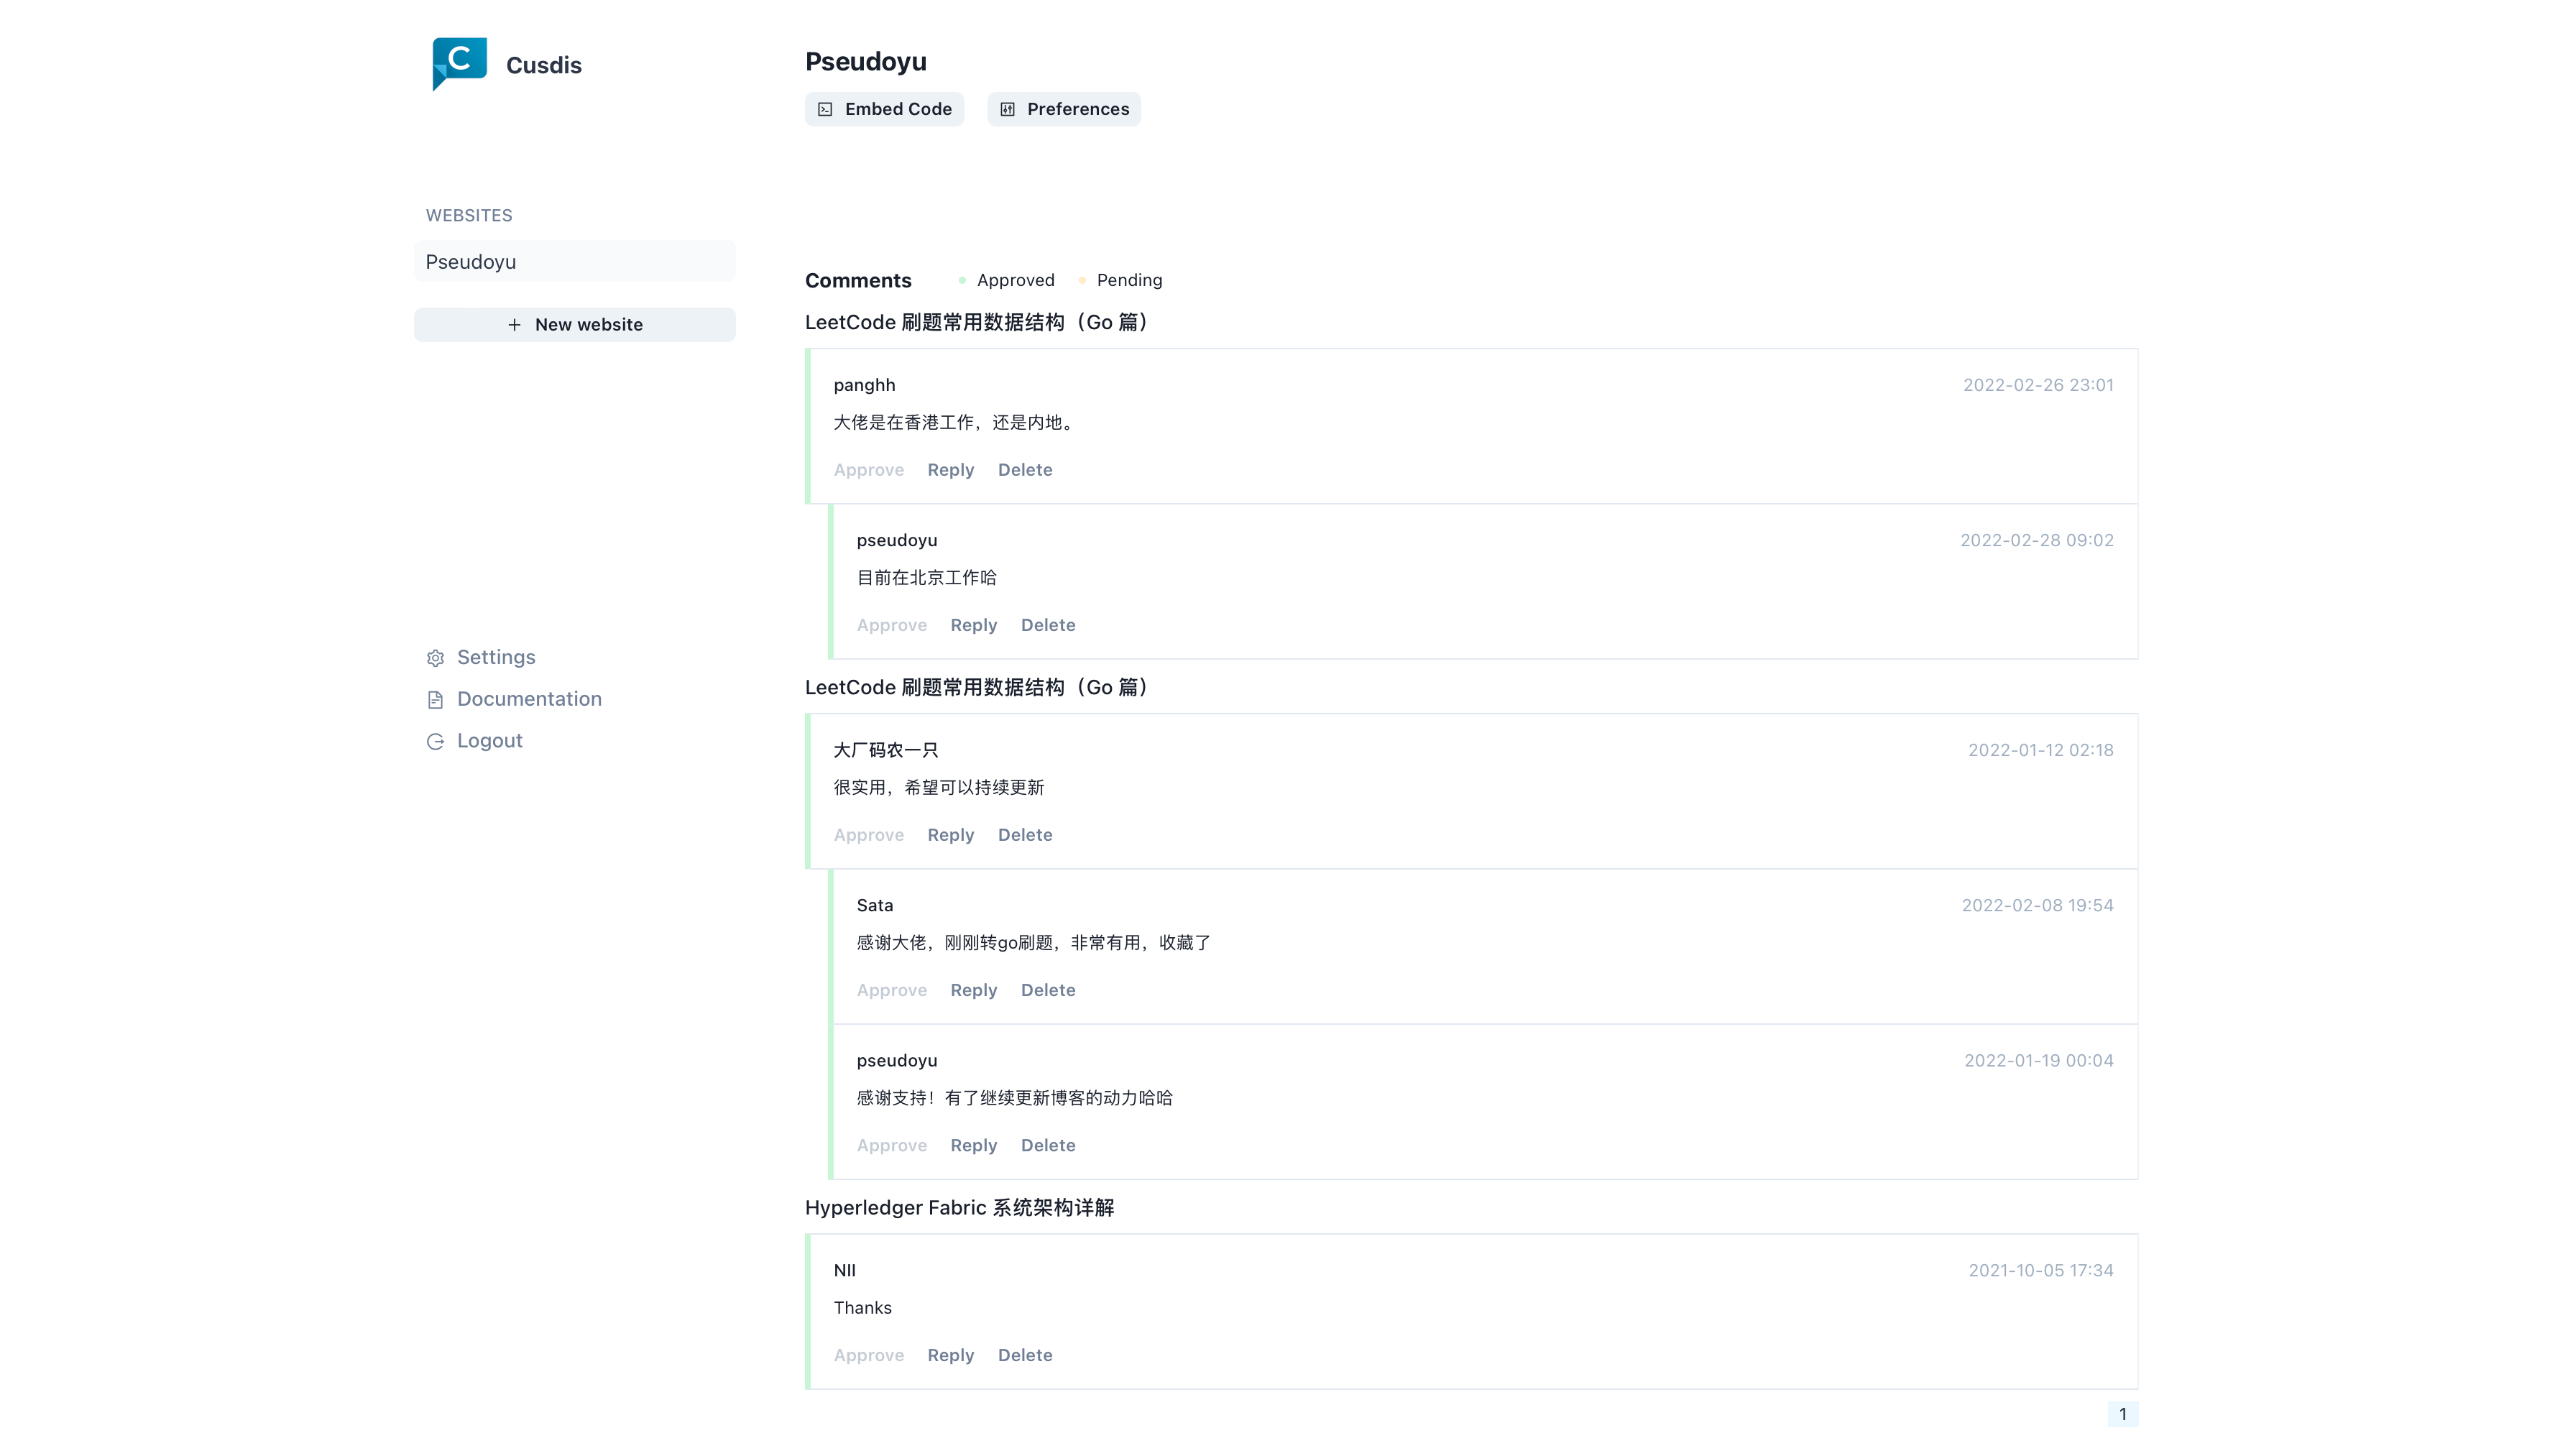 C
Cusdis
Pseudoyu
Embed Code
Preferences
WEBSITES
Pseudoyu
+ New website
Settings
Documentation
Logout
Comments
Approved
Pending
LeetCode 刷题常用数据结构（Go 篇）
panghh
2022-02-26 23:01
大佬是在香港工作，还是内地。
Approve Reply Delete
pseudoyu
2022-02-28 09:02
目前在北京工作哈
Approve Reply Delete
LeetCode 刷题常用数据结构（Go 篇）
大厂码农一只
2022-01-12 02:18
很实用，希望可以持续更新
Approve Reply Delete
Sata
2022-02-08 19:54
感谢大佬，刚刚转go刷题，非常有用，收藏了
Approve Reply Delete
pseudoyu
2022-01-19 00:04
感谢支持！有了继续更新博客的动力哈哈
Approve Reply Delete
Hyperledger Fabric 系统架构详解
NII
2021-10-05 17:34
Thanks
Approve Reply Delete
1